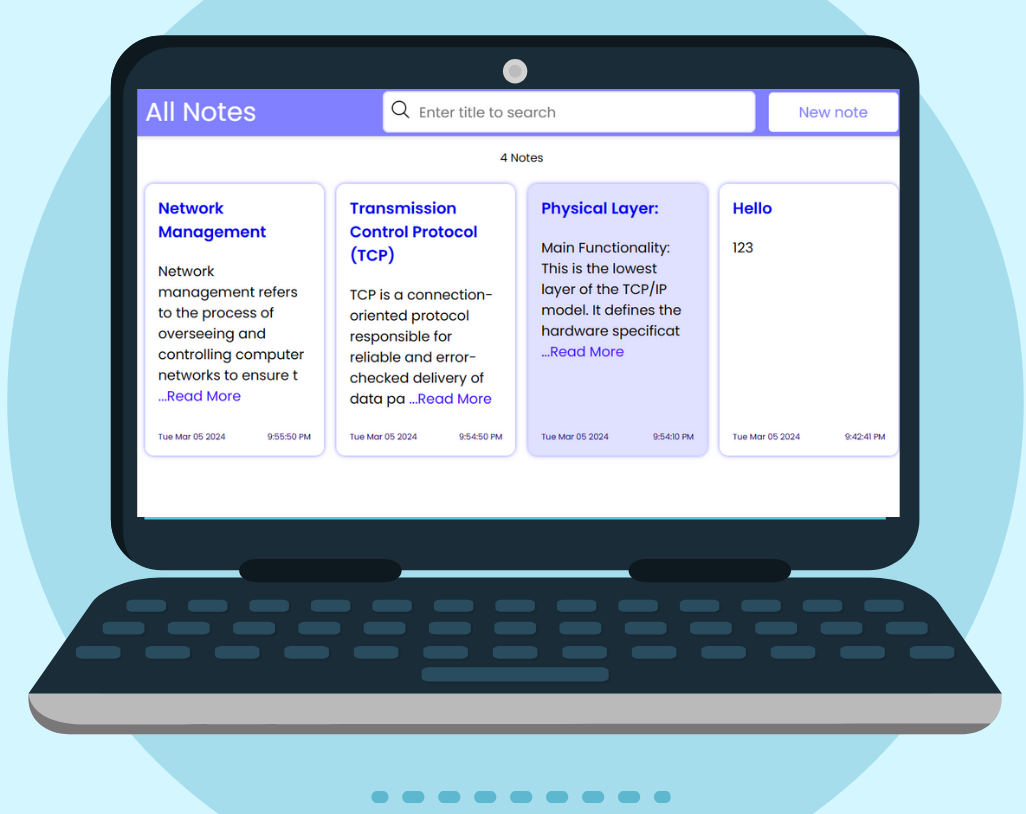 All Notes
Enter title to search
New note
4 Notes
Network
Management
Network
management refers
to the process of
overseeing and
controlling computer
networks to ensure t
...Read More
Tue Mar 05 2024 9:55:50 PM
Transmission
Control Protocol
(TCP)
TCP is a connection-
oriented protocol
responsible for
reliable and error-
checked delivery of
data pa ...Read More
Tue Mar 05 2024 9:54:50 PM
Physical Layer:
Main Functionality:
This is the lowest
layer of the TCP/IP
model. It defines the
hardware specificat
...Read More
Tue Mar 05 2024 9:54:10 PM
Hello
123
Tue Mar 05 2024 9:42:41 PM